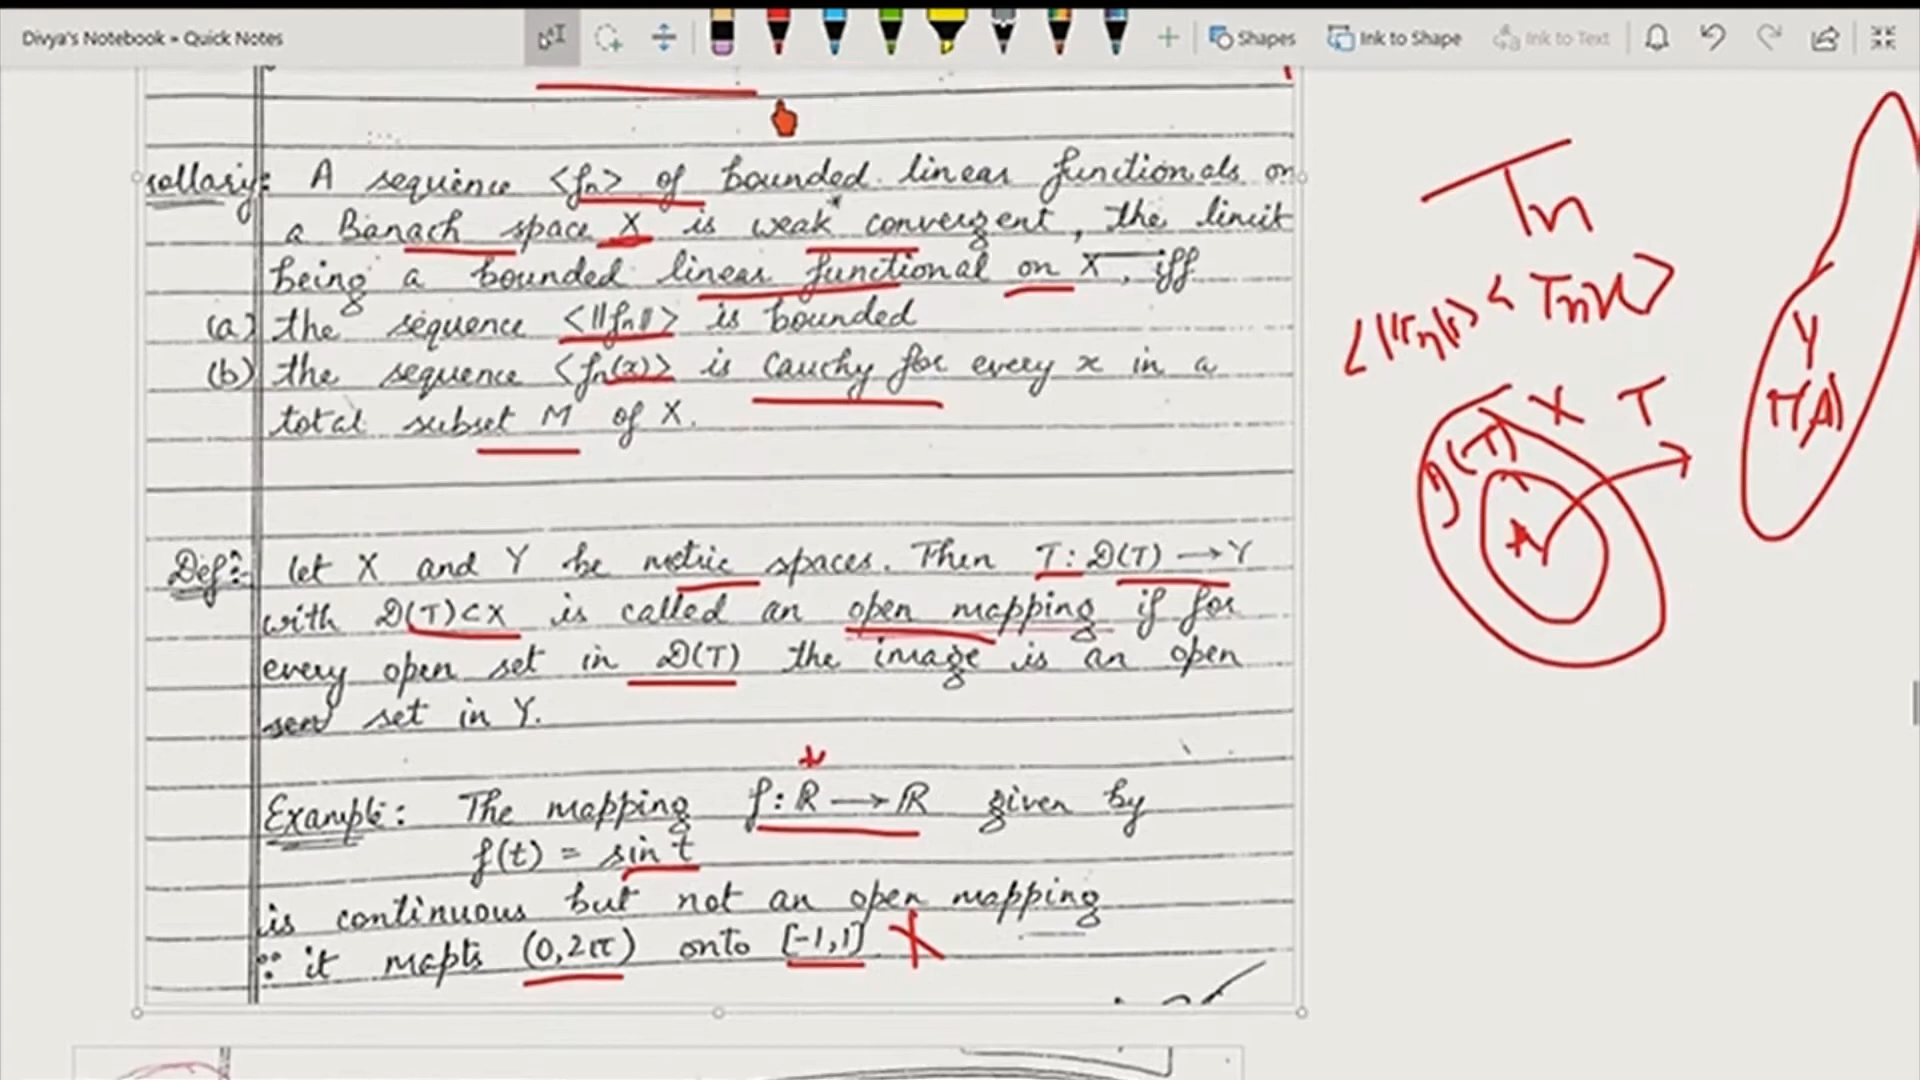 Divya's Notebook » Quick Notes
Shapes
Ink to Shape
Ink to Text
rollary: A sequence <fn> of bounded linear functionals on
a Banach space X is weak* convergent, the limit
being a bounded linear functional on X, iff
(a) the sequence <||fn||> is bounded
(b) the sequence <fn(x)> is Cauchy for every x in a
total subset M of X.
Def:- let X and Y be metric spaces. Then T: D(T) → Y
with D(T)⊂X is called an open mapping if for
every open set in D(T) the image is an open
set in Y.
Example: The mapping f: R → R given by
f(t) = sin t
is continuous but not an open mapping
∵ it mapts (0,2π) onto [-1,1] X
Tn
<||Tn||> <Tnx>
X T
D(T)
A
Y
T(A)